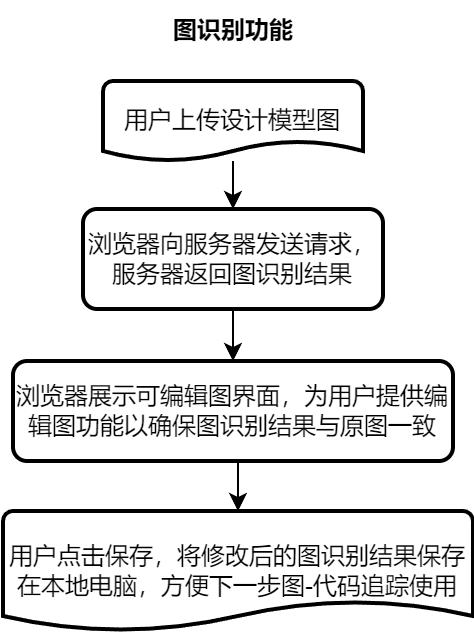 图识别功能
用户上传设计模型图
浏览器向服务器发送请求，
服务器返回图识别结果
浏览器展示可编辑图界面，为用户提供编
辑图功能以确保图识别结果与原图一致
用户点击保存，将修改后的图识别结果保存
在本地电脑，方便下一步图-代码追踪使用